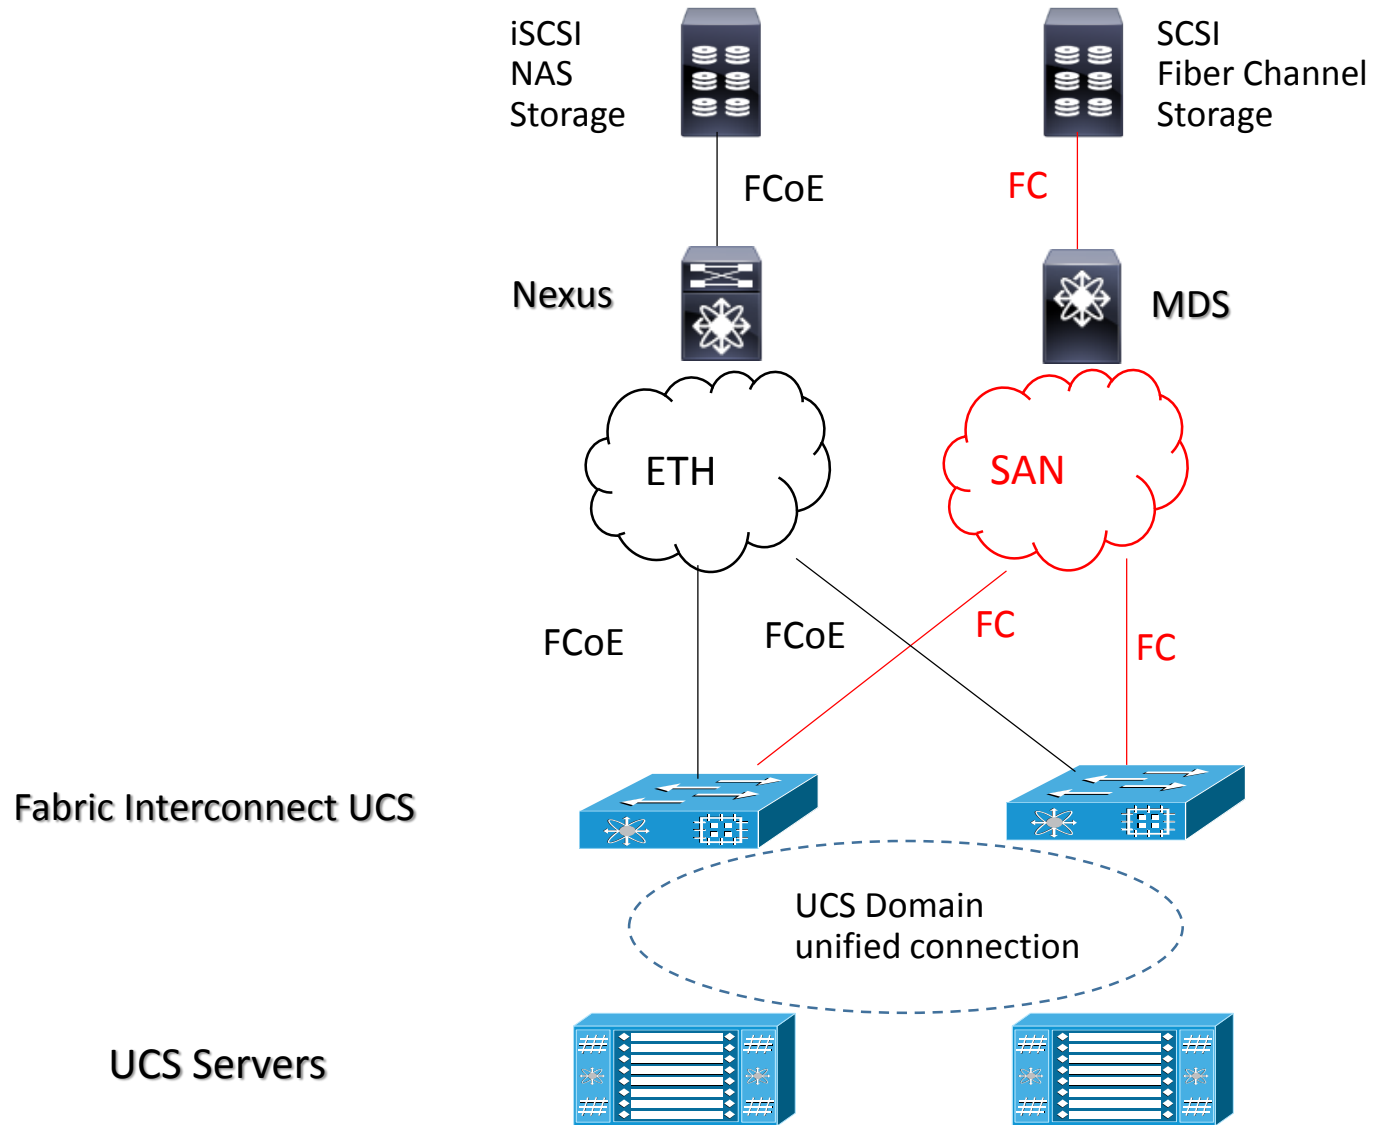 iSCSI
NAS
Storage
SCSI
Fiber Channel
Storage
FCoE
FC
Nexus
MDS
ETH
SAN
FCoE
FCoE
FC
FC
Fabric Interconnect UCS
UCS Domain
unified connection
UCS Servers